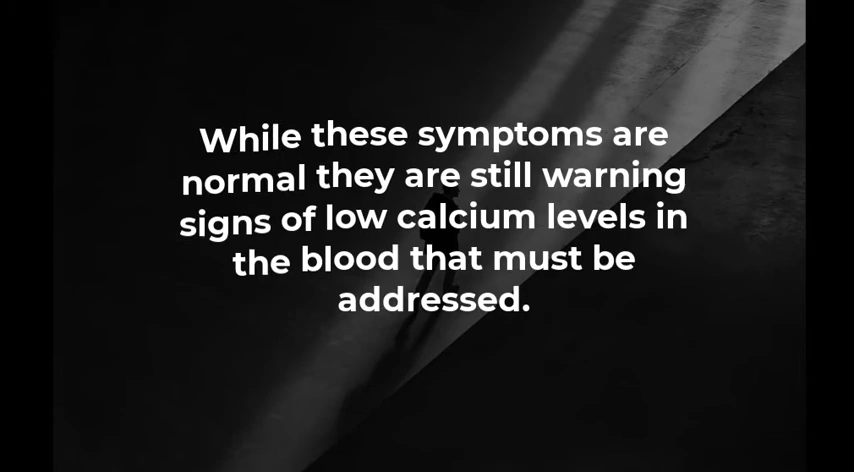 While these symptoms are
normal they are still warning
signs of low calcium levels in
the blood that must be
addressed.